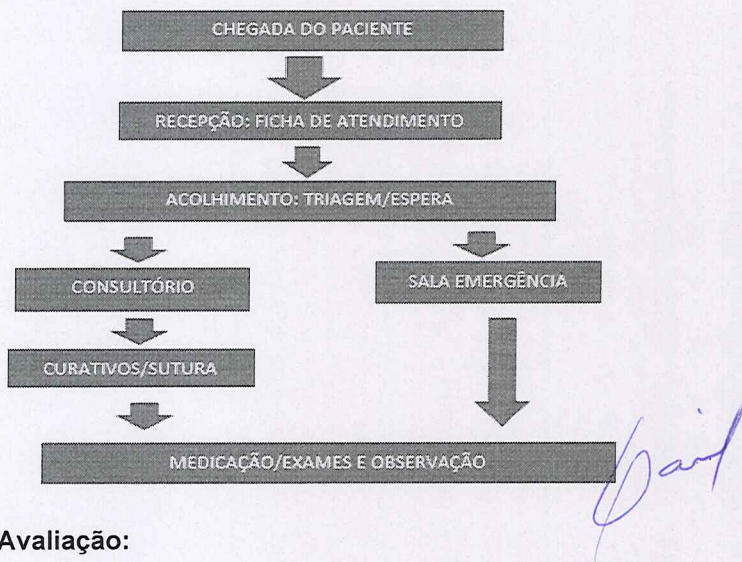 CHEGADA DO PACIENTE
RECEPÇÃO: FICHA DE ATENDIMENTO
ACOLHIMENTO: TRIAGEM/ESPERA
CONSULTÓRIO
SALA EMERGÊNCIA
CURATIVOS/SUTURA
MEDICAÇÃO/EXAMES E OBSERVAÇÃO
Avaliação: